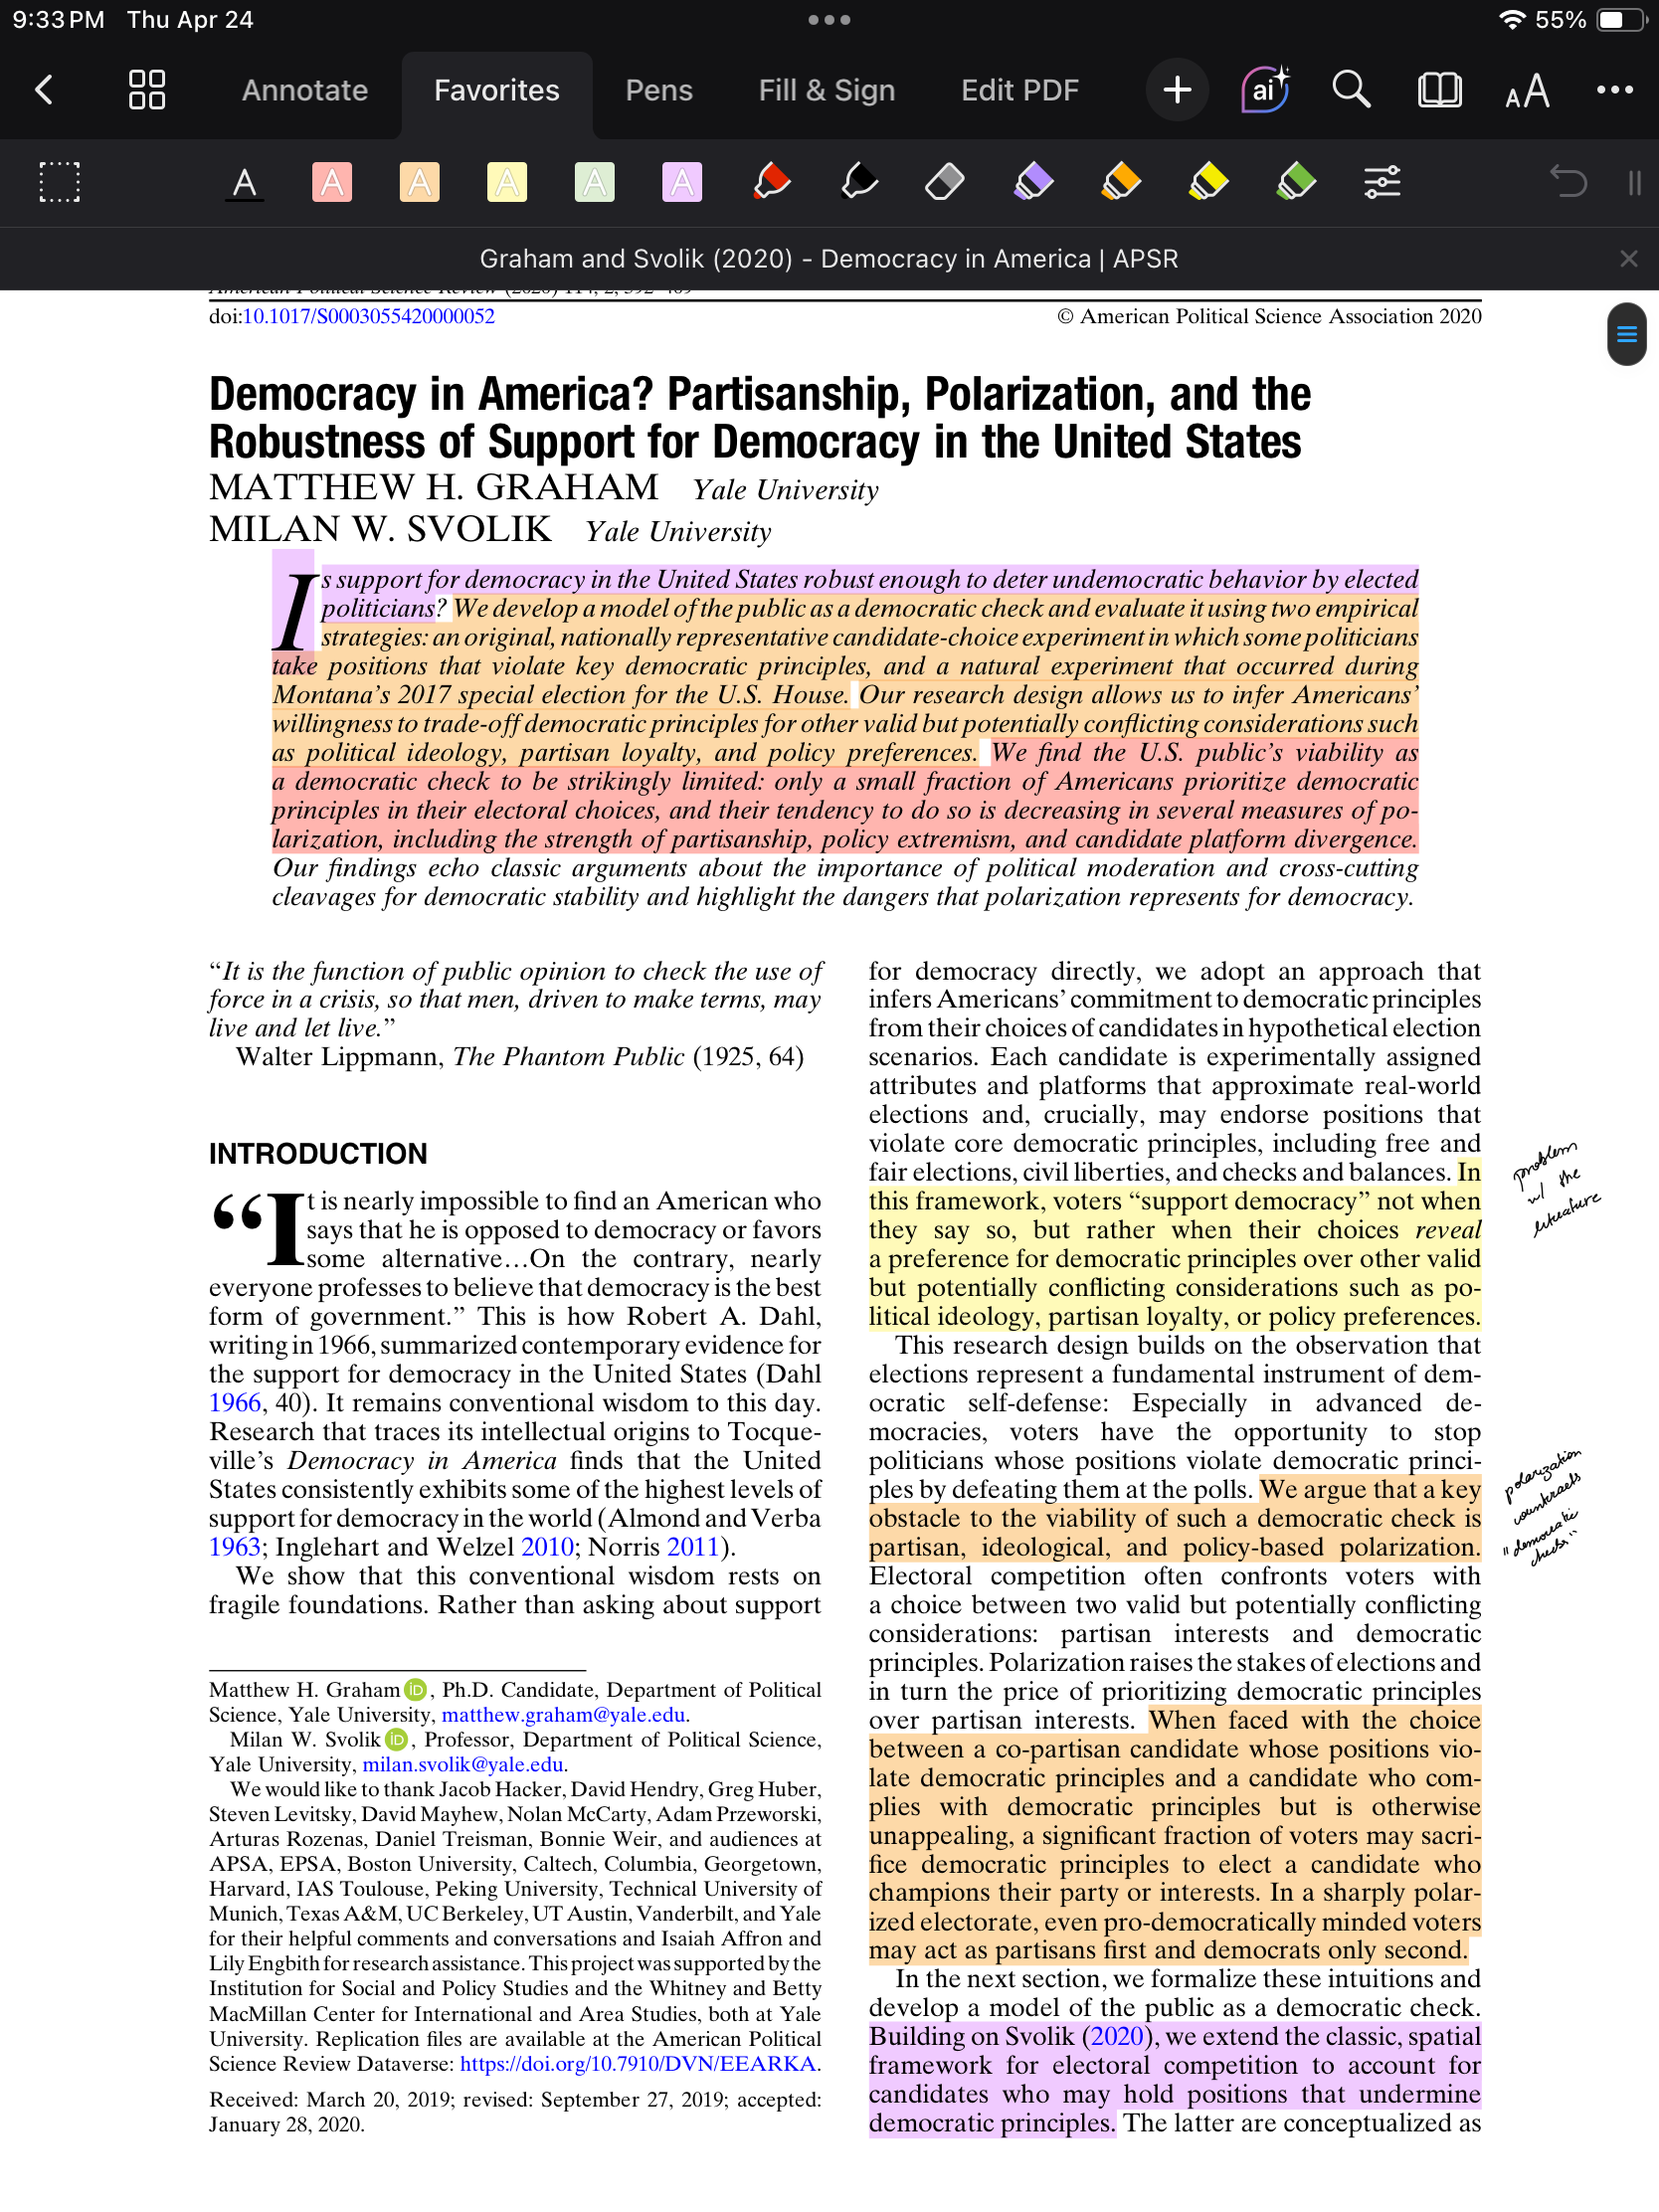 9:33 PM Thu Apr 24
55%
Annotate Favorites Pens Fill & Sign Edit PDF ai AA
A A A A A A
Graham and Svolik (2020) - Democracy in America | APSR
American Political Science Review (2020) 114, 2, 392–409
doi:10.1017/S0003055420000052 © American Political Science Association 2020
Democracy in America? Partisanship, Polarization, and the
Robustness of Support for Democracy in the United States
MATTHEW H. GRAHAM Yale University
MILAN W. SVOLIK Yale University
Is support for democracy in the United States robust enough to deter undemocratic behavior by elected
politicians? We develop a model of the public as a democratic check and evaluate it using two empirical
strategies: an original, nationally representative candidate-choice experiment in which some politicians
take positions that violate key democratic principles, and a natural experiment that occurred during
Montana's 2017 special election for the U.S. House. Our research design allows us to infer Americans'
willingness to trade-off democratic principles for other valid but potentially conflicting considerations such
as political ideology, partisan loyalty, and policy preferences. We find the U.S. public's viability as
a democratic check to be strikingly limited: only a small fraction of Americans prioritize democratic
principles in their electoral choices, and their tendency to do so is decreasing in several measures of po-
larization, including the strength of partisanship, policy extremism, and candidate platform divergence.
Our findings echo classic arguments about the importance of political moderation and cross-cutting
cleavages for democratic stability and highlight the dangers that polarization represents for democracy.
“It is the function of public opinion to check the use of
force in a crisis, so that men, driven to make terms, may
live and let live.”
Walter Lippmann, The Phantom Public (1925, 64)
INTRODUCTION
“It is nearly impossible to find an American who
says that he is opposed to democracy or favors
some alternative…On the contrary, nearly
everyone professes to believe that democracy is the best
form of government.” This is how Robert A. Dahl,
writing in 1966, summarized contemporary evidence for
the support for democracy in the United States (Dahl
1966, 40). It remains conventional wisdom to this day.
Research that traces its intellectual origins to Tocque-
ville's Democracy in America finds that the United
States consistently exhibits some of the highest levels of
support for democracy in the world (Almond and Verba
1963; Inglehart and Welzel 2010; Norris 2011).
We show that this conventional wisdom rests on
fragile foundations. Rather than asking about support
Matthew H. Graham iD, Ph.D. Candidate, Department of Political
Science, Yale University, matthew.graham@yale.edu.
Milan W. Svolik iD, Professor, Department of Political Science,
Yale University, milan.svolik@yale.edu.
We would like to thank Jacob Hacker, David Hendry, Greg Huber,
Steven Levitsky, David Mayhew, Nolan McCarty, Adam Przeworski,
Arturas Rozenas, Daniel Treisman, Bonnie Weir, and audiences at
APSA, EPSA, Boston University, Caltech, Columbia, Georgetown,
Harvard, IAS Toulouse, Peking University, Technical University of
Munich, Texas A&M, UC Berkeley, UT Austin, Vanderbilt, and Yale
for their helpful comments and conversations and Isaiah Affron and
Lily Engbith for research assistance. This project was supported by the
Institution for Social and Policy Studies and the Whitney and Betty
MacMillan Center for International and Area Studies, both at Yale
University. Replication files are available at the American Political
Science Review Dataverse: https://doi.org/10.7910/DVN/EEARKA.
Received: March 20, 2019; revised: September 27, 2019; accepted:
January 28, 2020.
for democracy directly, we adopt an approach that
infers Americans' commitment to democratic principles
from their choices of candidates in hypothetical election
scenarios. Each candidate is experimentally assigned
attributes and platforms that approximate real-world
elections and, crucially, may endorse positions that
violate core democratic principles, including free and
fair elections, civil liberties, and checks and balances. In
this framework, voters “support democracy” not when
they say so, but rather when their choices reveal
a preference for democratic principles over other valid
but potentially conflicting considerations such as po-
litical ideology, partisan loyalty, or policy preferences.
This research design builds on the observation that
elections represent a fundamental instrument of dem-
ocratic self-defense: Especially in advanced de-
mocracies, voters have the opportunity to stop
politicians whose positions violate democratic princi-
ples by defeating them at the polls. We argue that a key
obstacle to the viability of such a democratic check is
partisan, ideological, and policy-based polarization.
Electoral competition often confronts voters with
a choice between two valid but potentially conflicting
considerations: partisan interests and democratic
principles. Polarization raises the stakes of elections and
in turn the price of prioritizing democratic principles
over partisan interests. When faced with the choice
between a co-partisan candidate whose positions vio-
late democratic principles and a candidate who com-
plies with democratic principles but is otherwise
unappealing, a significant fraction of voters may sacri-
fice democratic principles to elect a candidate who
champions their party or interests. In a sharply polar-
ized electorate, even pro-democratically minded voters
may act as partisans first and democrats only second.
In the next section, we formalize these intuitions and
develop a model of the public as a democratic check.
Building on Svolik (2020), we extend the classic, spatial
framework for electoral competition to account for
candidates who may hold positions that undermine
democratic principles. The latter are conceptualized as
problem
w/ the
literature
polarization
counteracts
"democratic
checks"